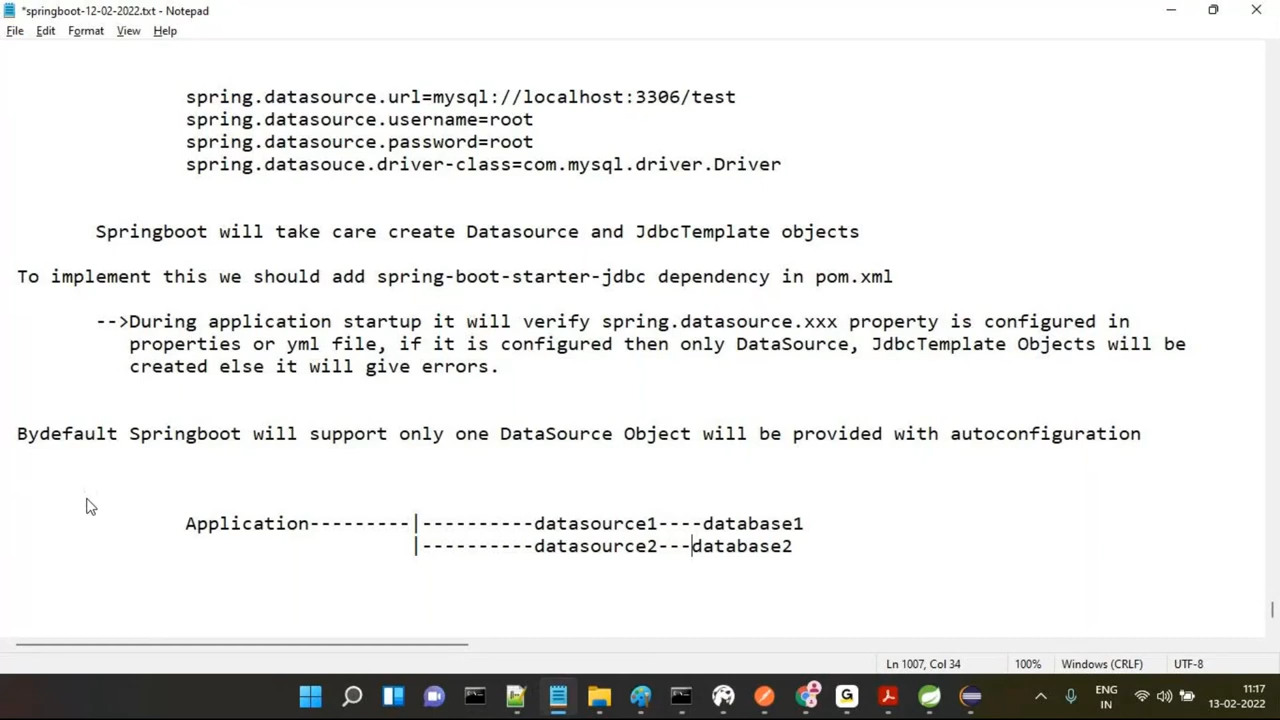 *springboot-12-02-2022.txt - Notepad
File Edit Format View Help
spring.datasource.url=mysql://localhost:3306/test
spring.datasource.username=root
spring.datasource.password=root
spring.datasouce.driver-class=com.mysql.driver.Driver
Springboot will take care create Datasource and JdbcTemplate objects
To implement this we should add spring-boot-starter-jdbc dependency in pom.xml
-->During application startup it will verify spring.datasource.xxx property is configured in
properties or yml file, if it is configured then only DataSource, JdbcTemplate Objects will be
created else it will give errors.
Bydefault Springboot will support only one DataSource Object will be provided with autoconfiguration
Application---------|----------datasource1----database1
|----------datasource2---database2
Ln 1007, Col 34 100% Windows (CRLF) UTF-8
ENG 11:17
IN 13-02-2022